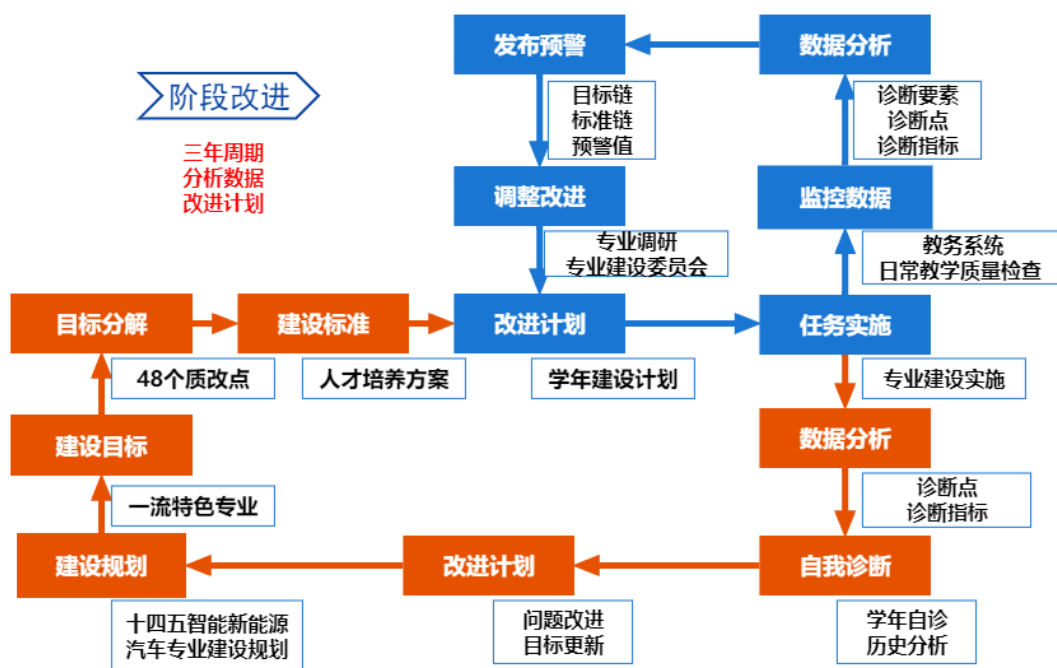 发布预警
数据分析
阶段改进
目标链
标准链
预警值
诊断要素
诊断点
诊断指标
三年周期
分析数据
改进计划
调整改进
监控数据
专业调研
专业建设委员会
教务系统
日常教学质量检查
目标分解
建设标准
改进计划
任务实施
48个质改点
人才培养方案
学年建设计划
专业建设实施
建设目标
数据分析
一流特色专业
诊断点
诊断指标
建设规划
改进计划
自我诊断
十四五智能新能源
汽车专业建设规划
问题改进
目标更新
学年自诊
历史分析